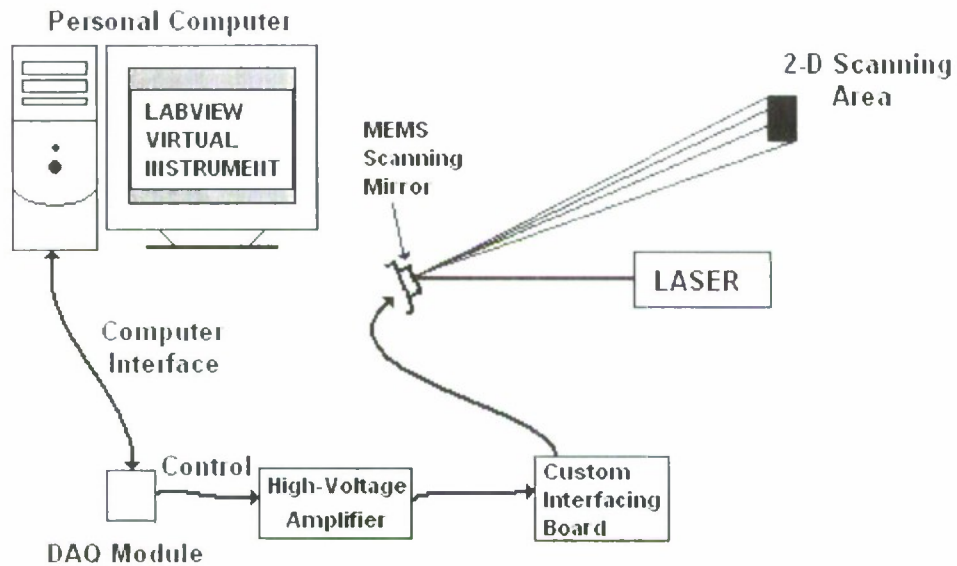 Personal Computer
LABVIEW
VIRTUAL
INSTRUMENT
2-D Scanning
Area
MEMS
Scanning
Mirror
LASER
Computer
Interface
Control
High-Voltage
Amplifier
Custom
Interfacing
Board
DAQ Module